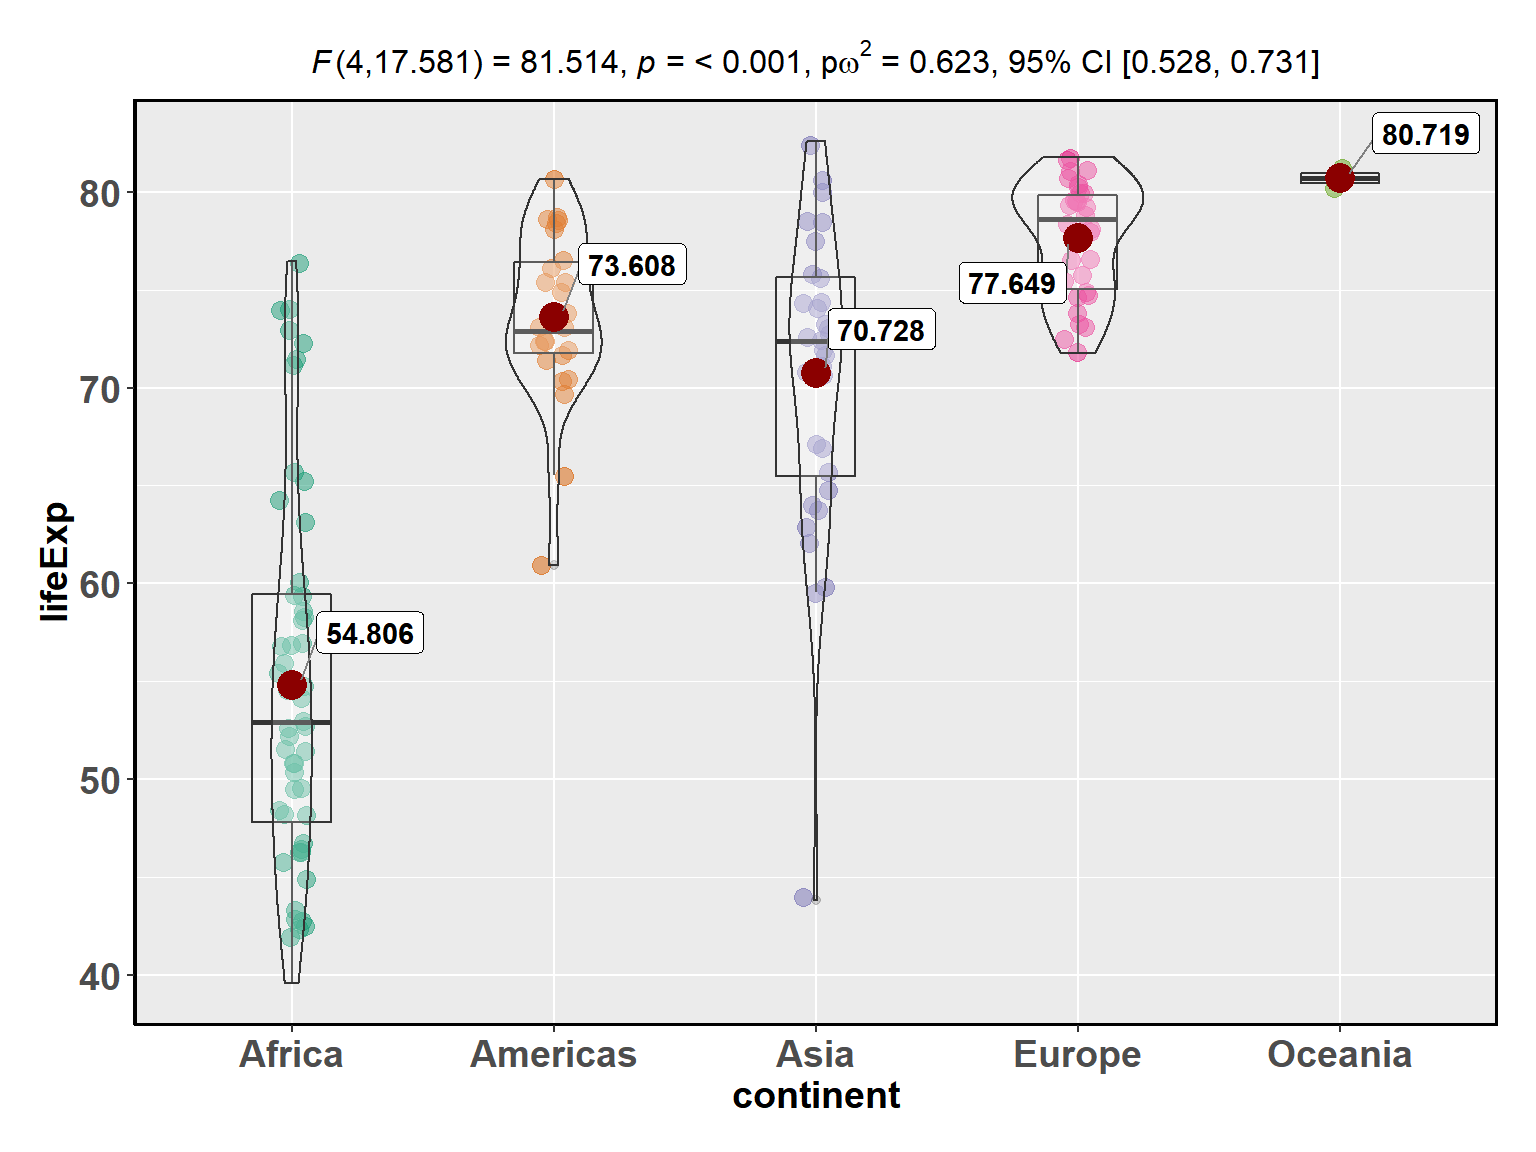 F(4,17.581) = 81.514, p = < 0.001, pω² = 0.623, 95% CI [0.528, 0.731]
80.719
80
73.608
77.649
70.728
70
lifeExp
60
54.806
50
40
Africa Americas Asia Europe Oceania
continent